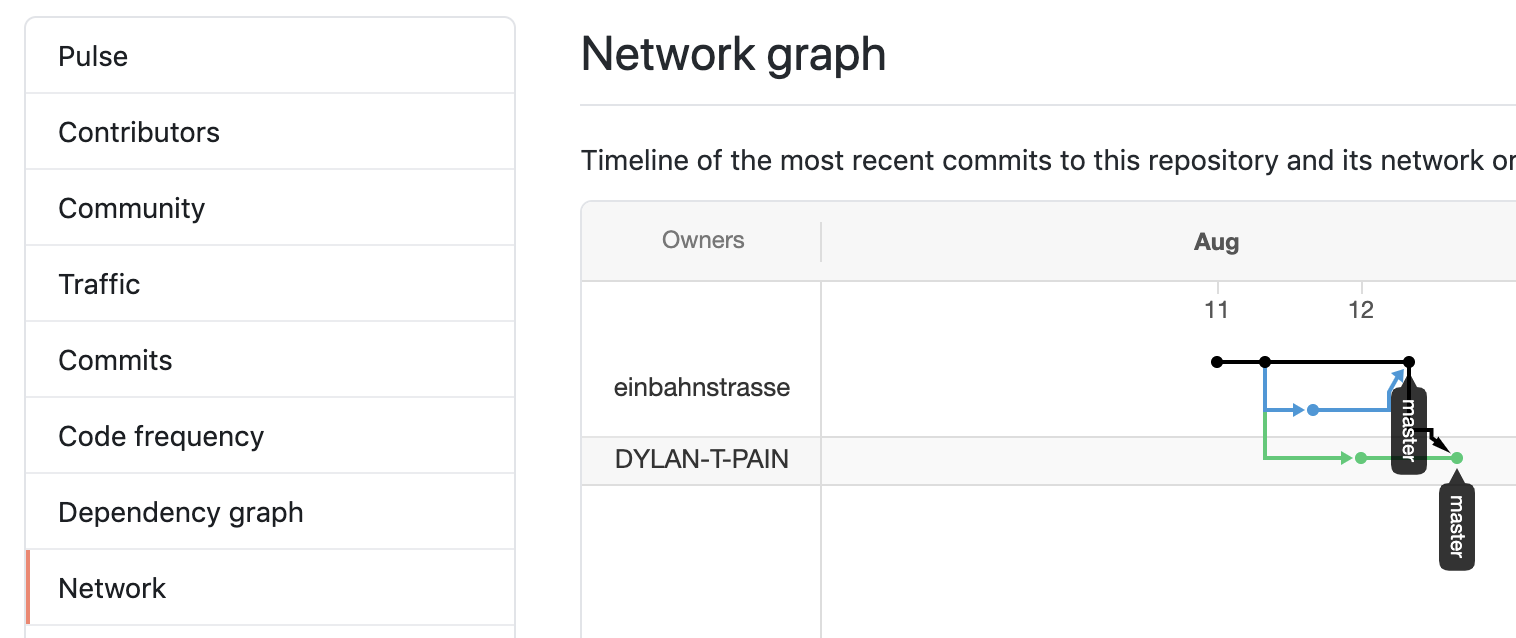 Pulse
Contributors
Community
Traffic
Commits
Code frequency
Dependency graph
Network
Network graph
Timeline of the most recent commits to this repository and its network or
Owners
Aug
11
12
einbahnstrasse
DYLAN-T-PAIN
master
master